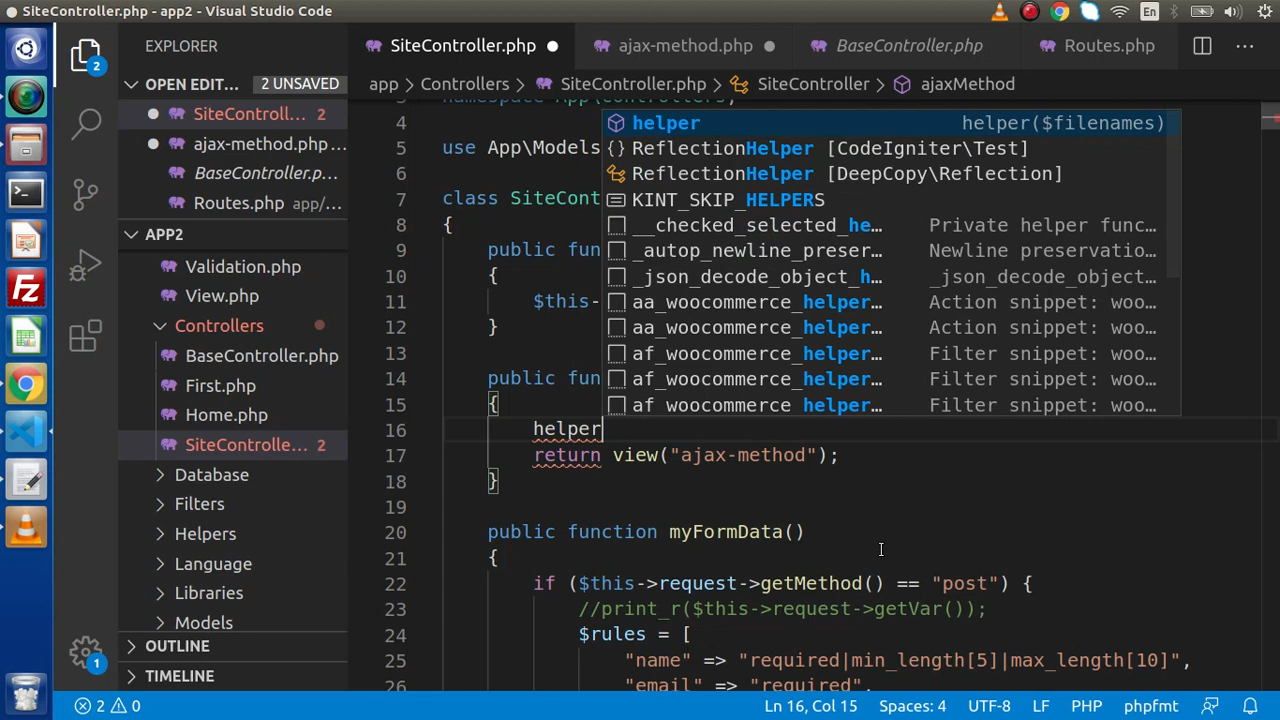 SiteController.php - app2 - Visual Studio Code
En
EXPLORER
OPEN EDIT... 2 UNSAVED
SiteControll... 2
ajax-method.php...
BaseController.p...
Routes.php app/...
APP2
Validation.php
View.php
Controllers
BaseController.php
First.php
Home.php
SiteControlle... 2
Database
Filters
Helpers
Language
Libraries
Models
OUTLINE
TIMELINE
2
1
SiteController.php
ajax-method.php
BaseController.php
Routes.php
app > Controllers > SiteController.php > SiteController > ajaxMethod
4
5 use App\Models
6
7 class SiteCont
8 {
9 public fun
10 {
11 $this-
12 }
13
14 public fun
15 {
16 helper
17 return view("ajax-method");
18 }
19
20 public function myFormData()
21 {
22 if ($this->request->getMethod() == "post") {
23 //print_r($this->request->getVar());
24 $rules = [
25 "name" => "required|min_length[5]|max_length[10]",
26 "email" => "required",
helper helper($filenames)
ReflectionHelper [CodeIgniter\Test]
ReflectionHelper [DeepCopy\Reflection]
KINT_SKIP_HELPERS
__checked_selected_he... Private helper func...
_autop_newline_preser... Newline preservatio...
_json_decode_object_h... _json_decode_object...
aa_woocommerce_helper... Action snippet: woo...
aa_woocommerce_helper... Action snippet: woo...
af_woocommerce_helper... Filter snippet: woo...
af_woocommerce_helper... Filter snippet: woo...
af_woocommerce_helper... Filter snippet: woo...
2 0 Ln 16, Col 15 Spaces: 4 UTF-8 LF PHP phpfmt